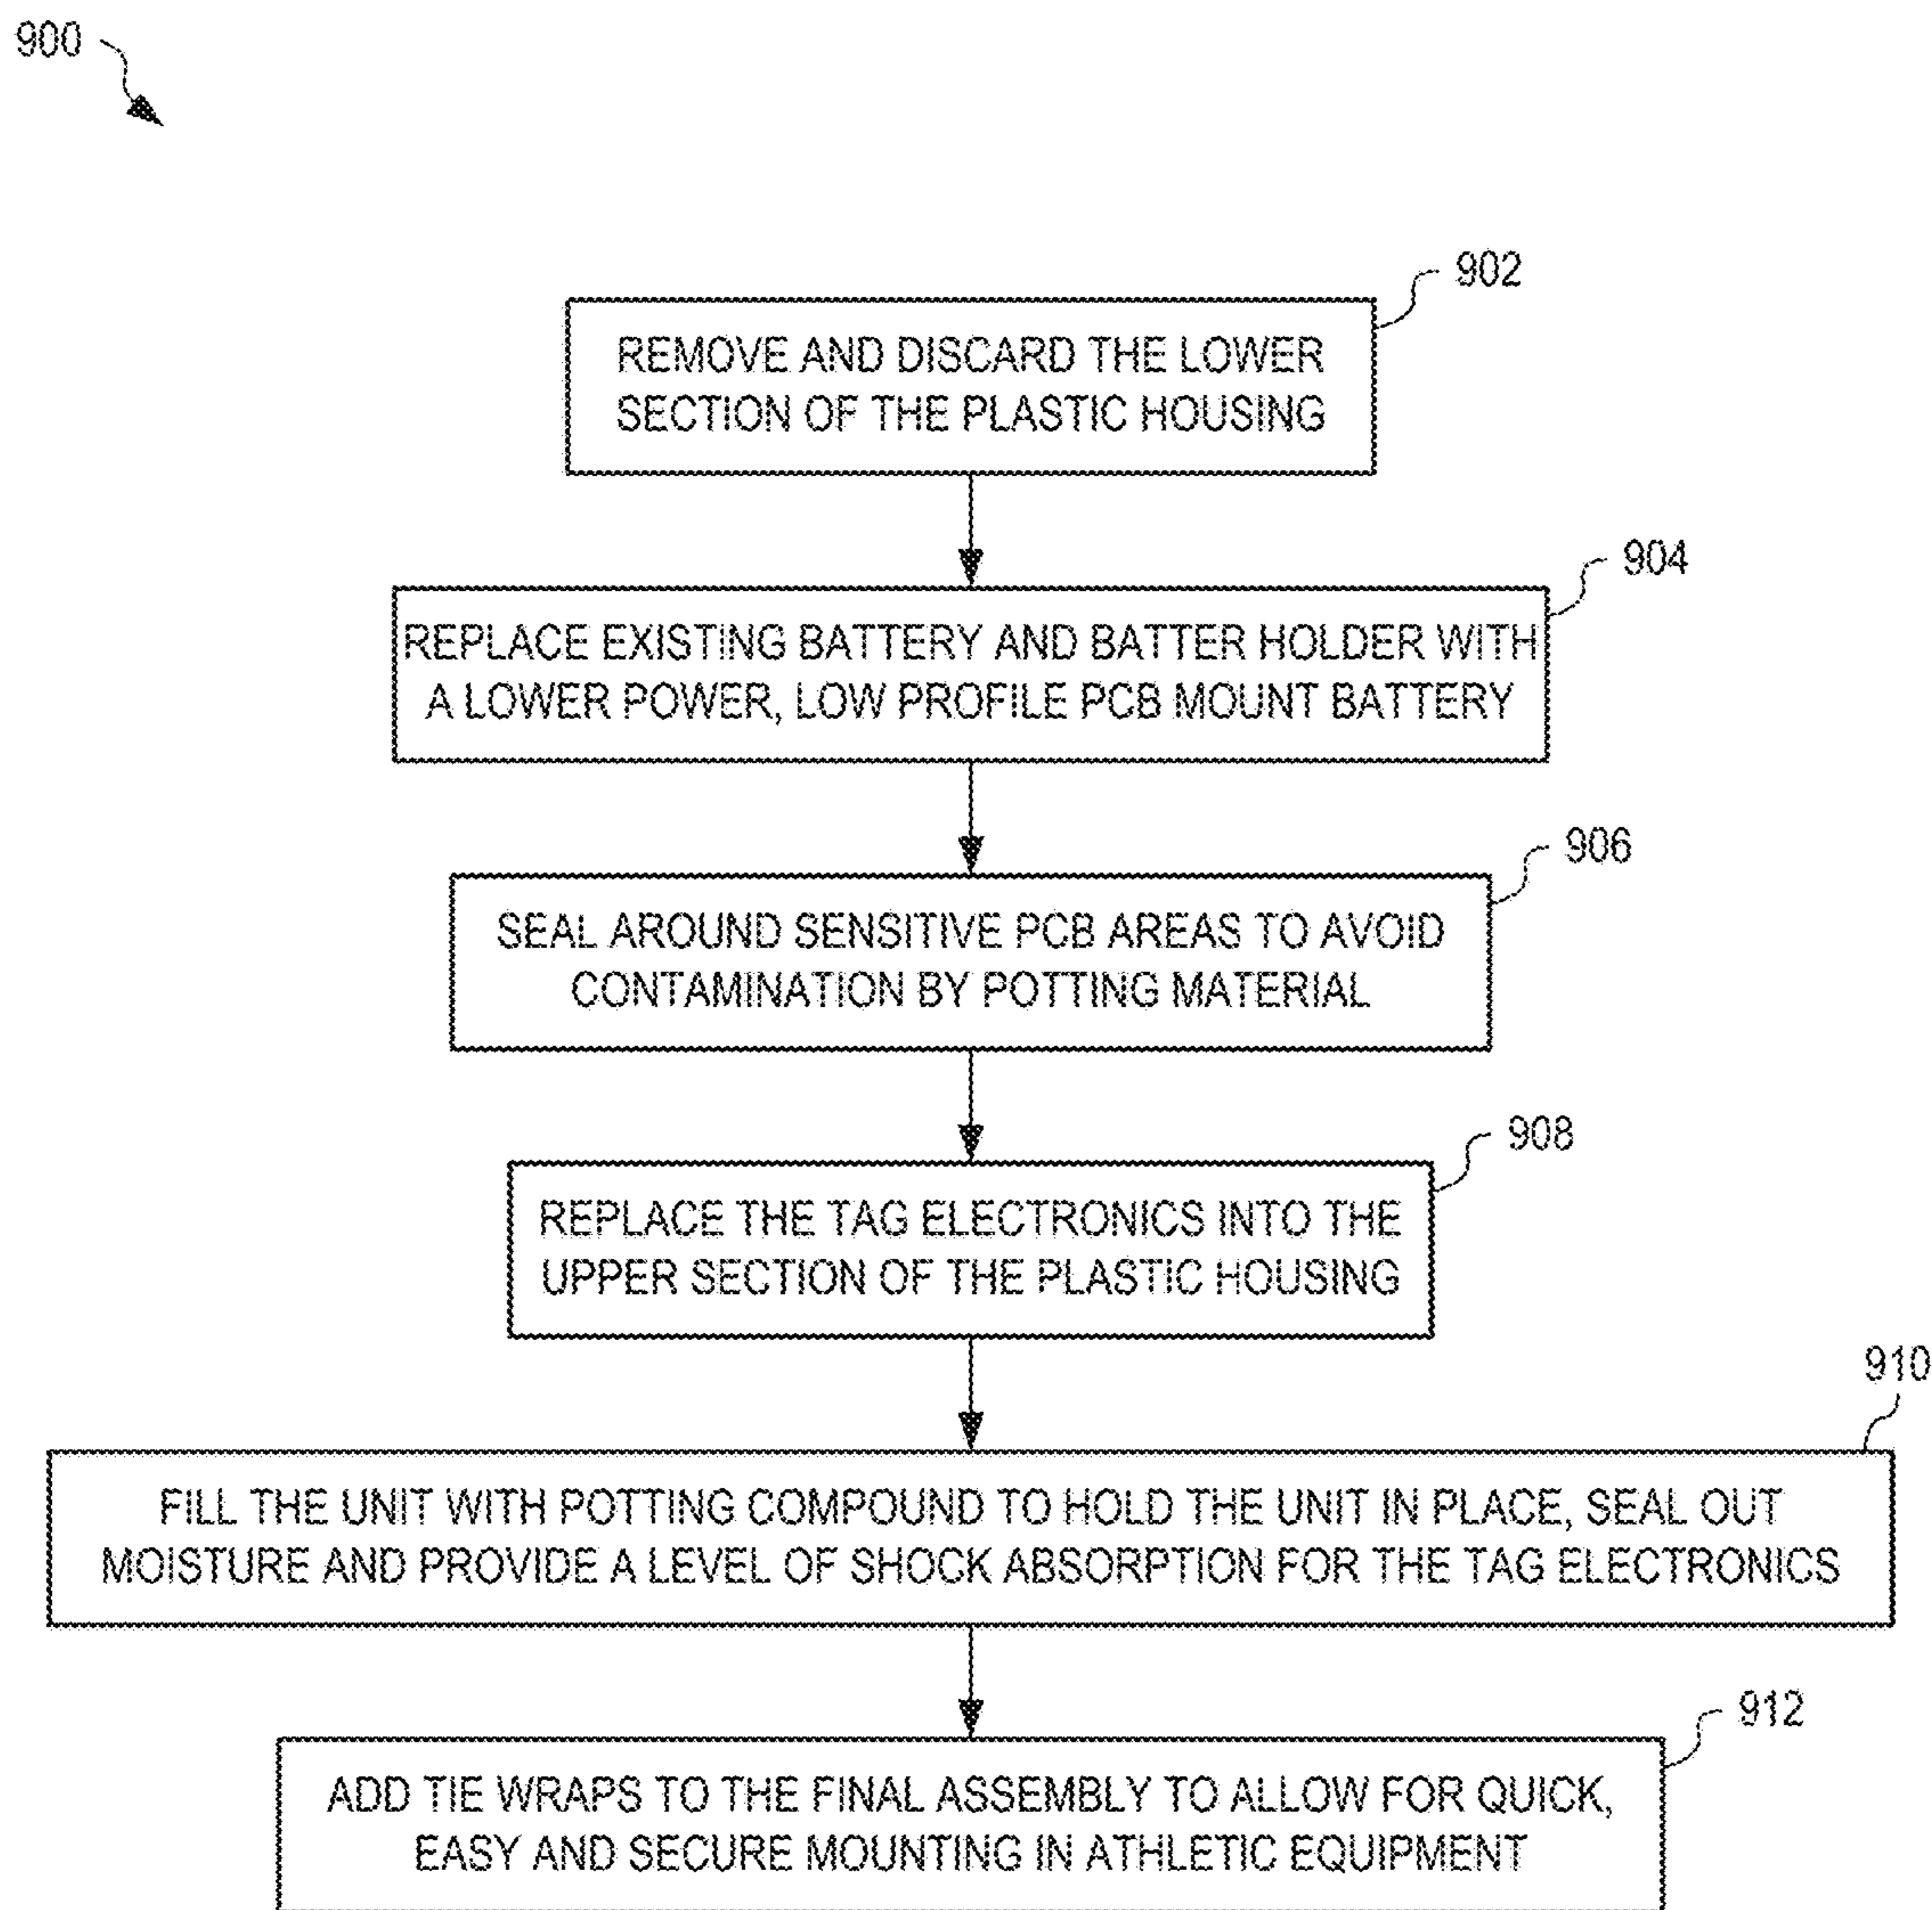 900
902
REMOVE AND DISCARD THE LOWER
SECTION OF THE PLASTIC HOUSING
904
REPLACE EXISTING BATTERY AND BATTER HOLDER WITH
A LOWER POWER, LOW PROFILE PCB MOUNT BATTERY
906
SEAL AROUND SENSITIVE PCB AREAS TO AVOID
CONTAMINATION BY POTTING MATERIAL
908
REPLACE THE TAG ELECTRONICS INTO THE
UPPER SECTION OF THE PLASTIC HOUSING
910
FILL THE UNIT WITH POTTING COMPOUND TO HOLD THE UNIT IN PLACE, SEAL OUT
MOISTURE AND PROVIDE A LEVEL OF SHOCK ABSORPTION FOR THE TAG ELECTRONICS
912
ADD TIE WRAPS TO THE FINAL ASSEMBLY TO ALLOW FOR QUICK,
EASY AND SECURE MOUNTING IN ATHLETIC EQUIPMENT